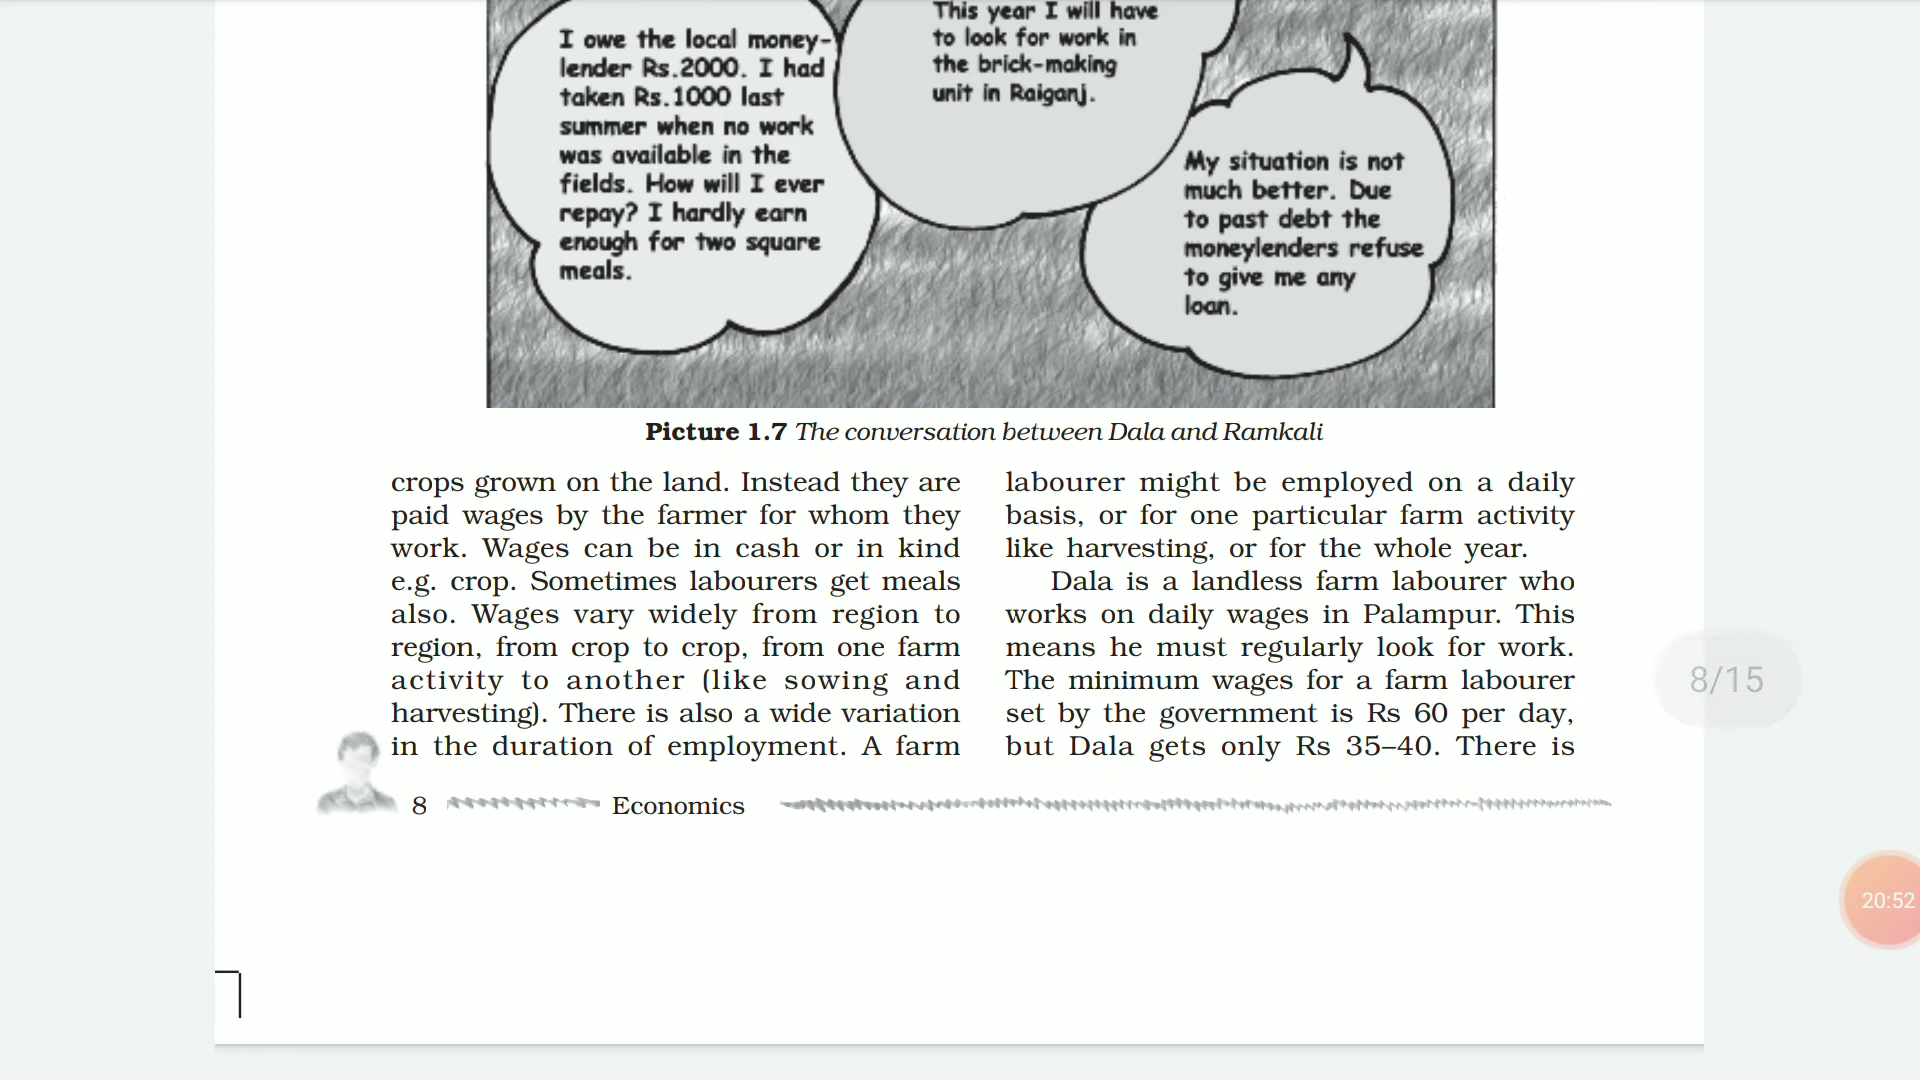 I owe the local money-
lender Rs.2000. I had
taken Rs.1000 last
summer when no work
was available in the
fields. How will I ever
repay? I hardly earn
enough for two square
meals.
This year I will have
to look for work in
the brick-making
unit in Raiganj.
My situation is not
much better. Due
to past debt the
moneylenders refuse
to give me any
loan.
Picture 1.7 The conversation between Dala and Ramkali
crops grown on the land. Instead they are
paid wages by the farmer for whom they
work. Wages can be in cash or in kind
e.g. crop. Sometimes labourers get meals
also. Wages vary widely from region to
region, from crop to crop, from one farm
activity to another (like sowing and
harvesting). There is also a wide variation
in the duration of employment. A farm
labourer might be employed on a daily
basis, or for one particular farm activity
like harvesting, or for the whole year.
Dala is a landless farm labourer who
works on daily wages in Palampur. This
means he must regularly look for work.
The minimum wages for a farm labourer
set by the government is Rs 60 per day,
but Dala gets only Rs 35–40. There is
8 Economics
8/15
20:52